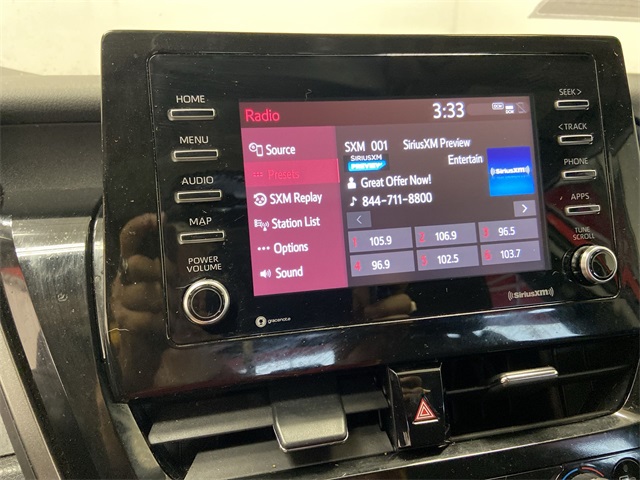 HOME
MENU
AUDIO
MAP
POWER
VOLUME
gracenote
Radio
3:33
Source
Presets
SXM Replay
Station List
Options
Sound
SXM 001 SiriusXM Preview
SIRIUSXM
PREVIEW
Entertain
Great Offer Now!
844-711-8800
SiriusXM
1 105.9 2 106.9 3 96.5
4 96.9 5 102.5 6 103.7
SiriusXM
SEEK >
< TRACK
PHONE
APPS
TUNE
SCROLL